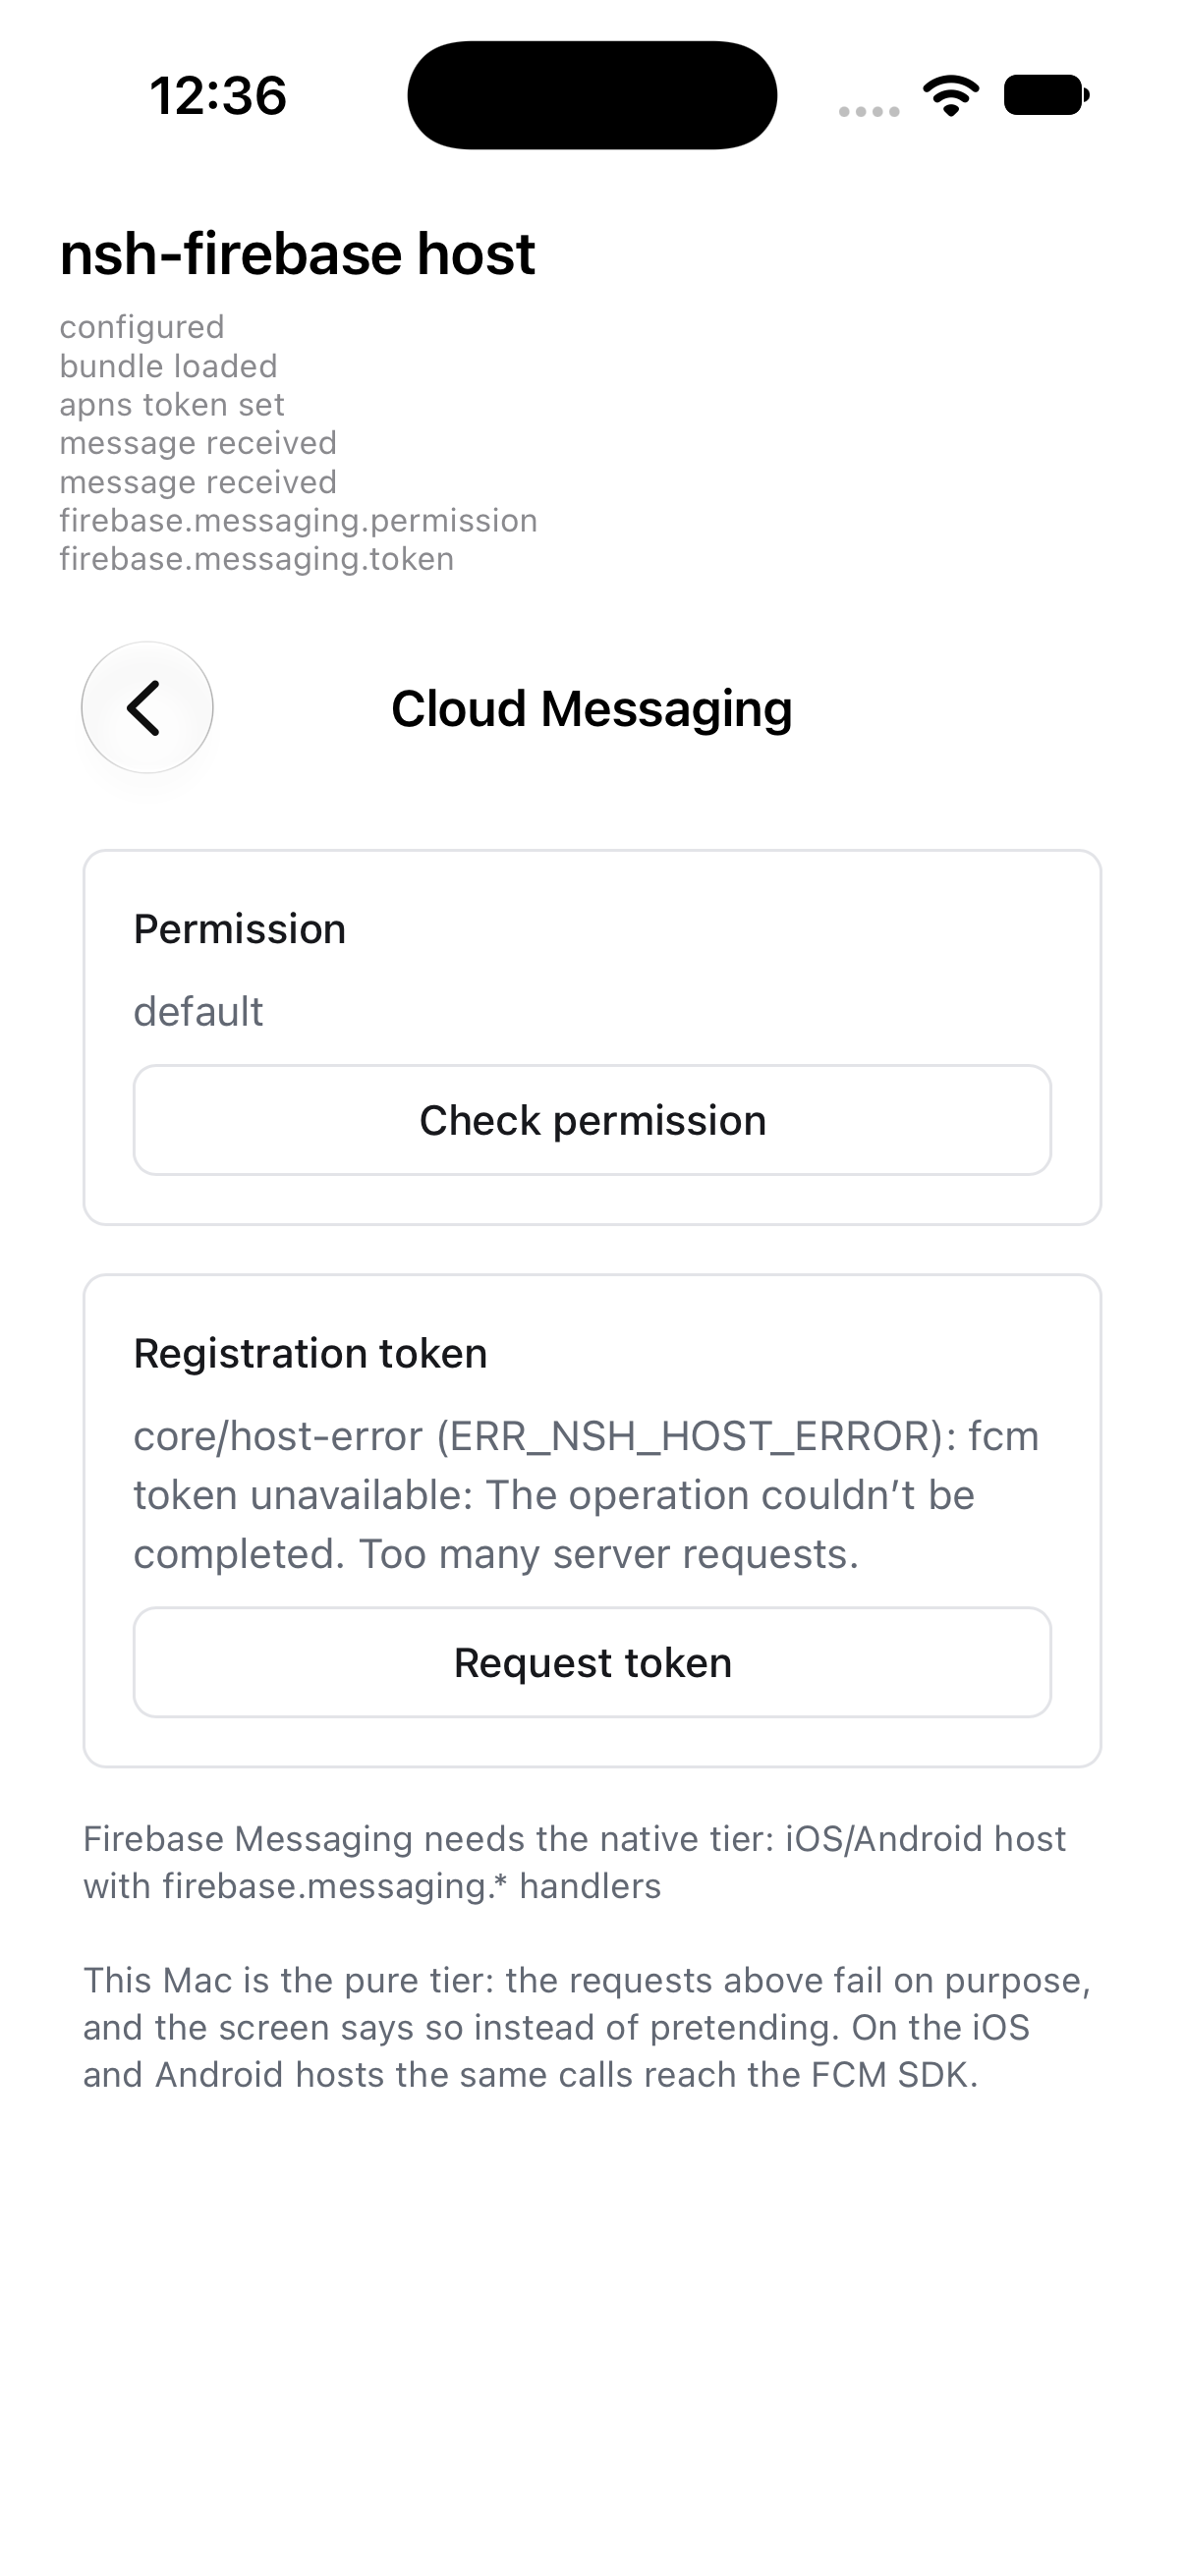 12:36
nsh-firebase host
configured
bundle loaded
apns token set
message received
message received
firebase.messaging.permission
firebase.messaging.token
Cloud Messaging
Permission
default
Check permission
Registration token
core/host-error (ERR_NSH_HOST_ERROR): fcm
token unavailable: The operation couldn’t be
completed. Too many server requests.
Request token
Firebase Messaging needs the native tier: iOS/Android host
with firebase.messaging.* handlers
This Mac is the pure tier: the requests above fail on purpose,
and the screen says so instead of pretending. On the iOS
and Android hosts the same calls reach the FCM SDK.